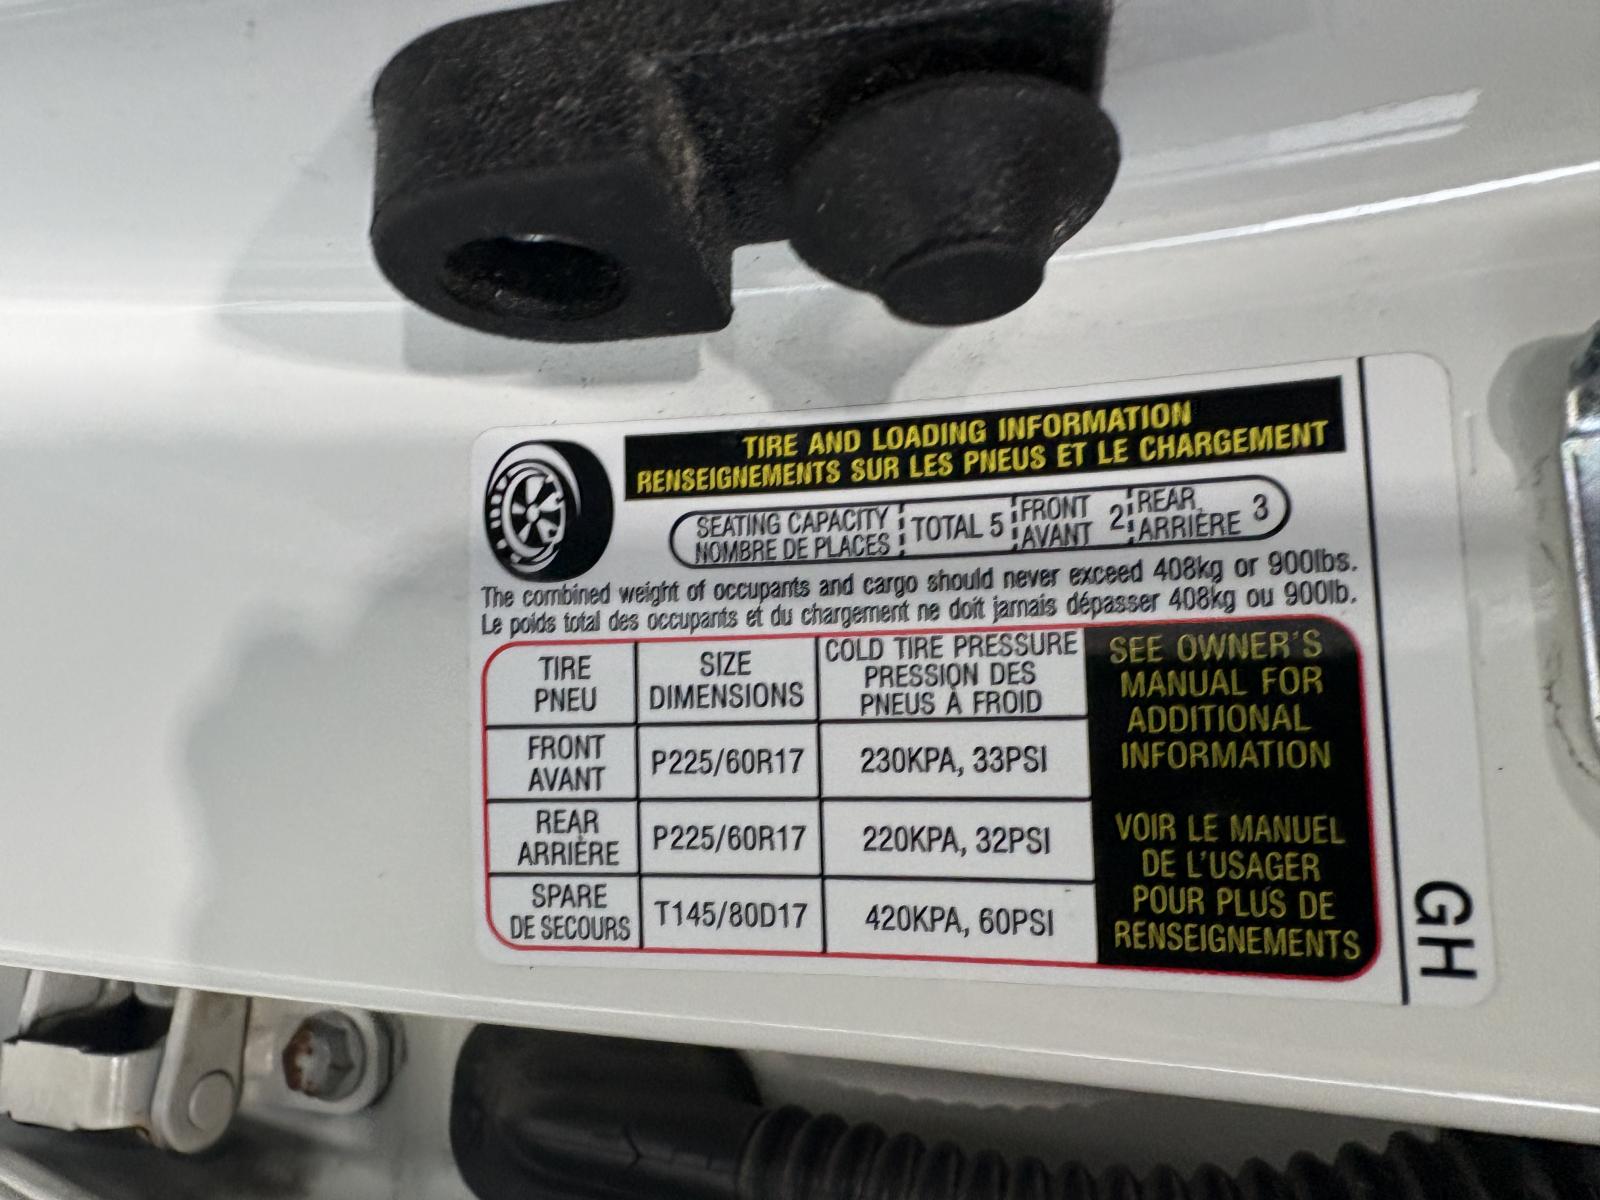 TIRE AND LOADING INFORMATION
RENSEIGNEMENTS SUR LES PNEUS ET LE CHARGEMENT
SEATING CAPACITY TOTAL 5 FRONT 2 REAR 3
NOMBRE DE PLACES AVANT ARRIÈRE
The combined weight of occupants and cargo should never exceed 408kg or 900lbs.
Le poids total des occupants et du chargement ne doit jamais dépasser 408kg ou 900lb.
TIRE SIZE COLD TIRE PRESSURE
PNEU DIMENSIONS PRESSION DES
PNEUS À FROID
FRONT
AVANT P225/60R17 230KPA, 33PSI
REAR
ARRIÈRE P225/60R17 220KPA, 32PSI
SPARE
DE SECOURS T145/80D17 420KPA, 60PSI
SEE OWNER'S
MANUAL FOR
ADDITIONAL
INFORMATION
VOIR LE MANUEL
DE L'USAGER
POUR PLUS DE
RENSEIGNEMENTS
GH